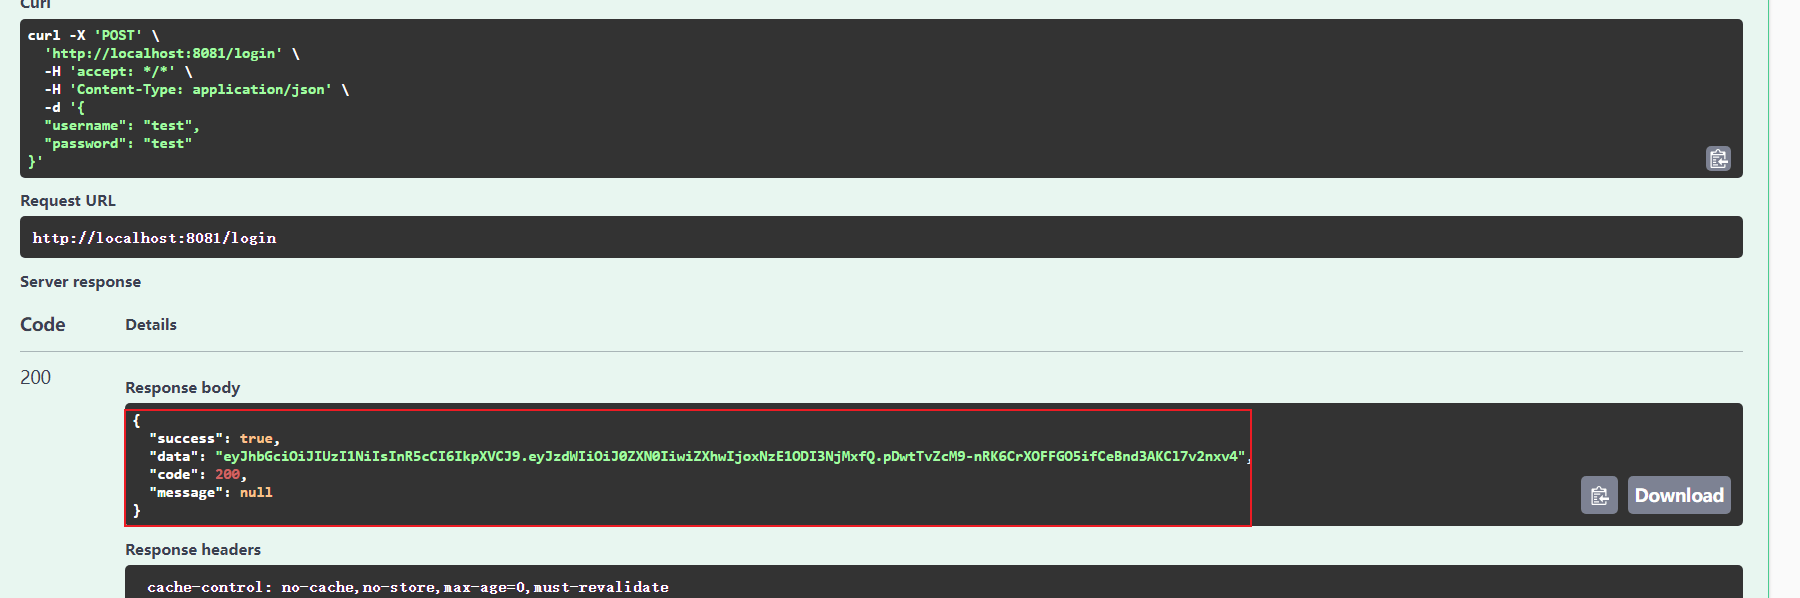 Curl
curl -X 'POST' \
'http://localhost:8081/login' \
-H 'accept: */*' \
-H 'Content-Type: application/json' \
-d '{
"username": "test",
"password": "test"
}'
Request URL
http://localhost:8081/login
Server response
Code Details
200
Response body
{
"success": true,
"data": "eyJhbGciOiJIUzI1NiIsInR5cCI6IkpXVCJ9.eyJzdWIiOiJ0ZXN0IiwiZXhwIjoxNzE1ODI3NjMxfQ.pDwtTvZcM9-nRK6CrXOFFGO5ifCeBnd3AKCl7v2nxv4",
"code": 200,
"message": null
}
Download
Response headers
cache-control: no-cache,no-store,max-age=0,must-revalidate